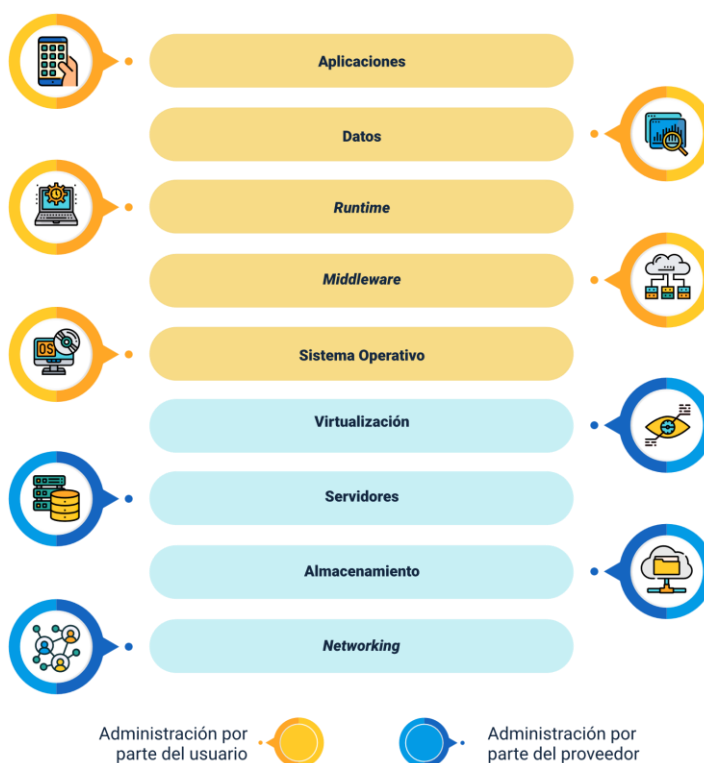 Aplicaciones
Datos
Runtime
Middleware
OS
Sistema Operativo
Virtualización
Servidores
Almacenamiento
Networking
Administración por
parte del usuario
Administración por
parte del proveedor